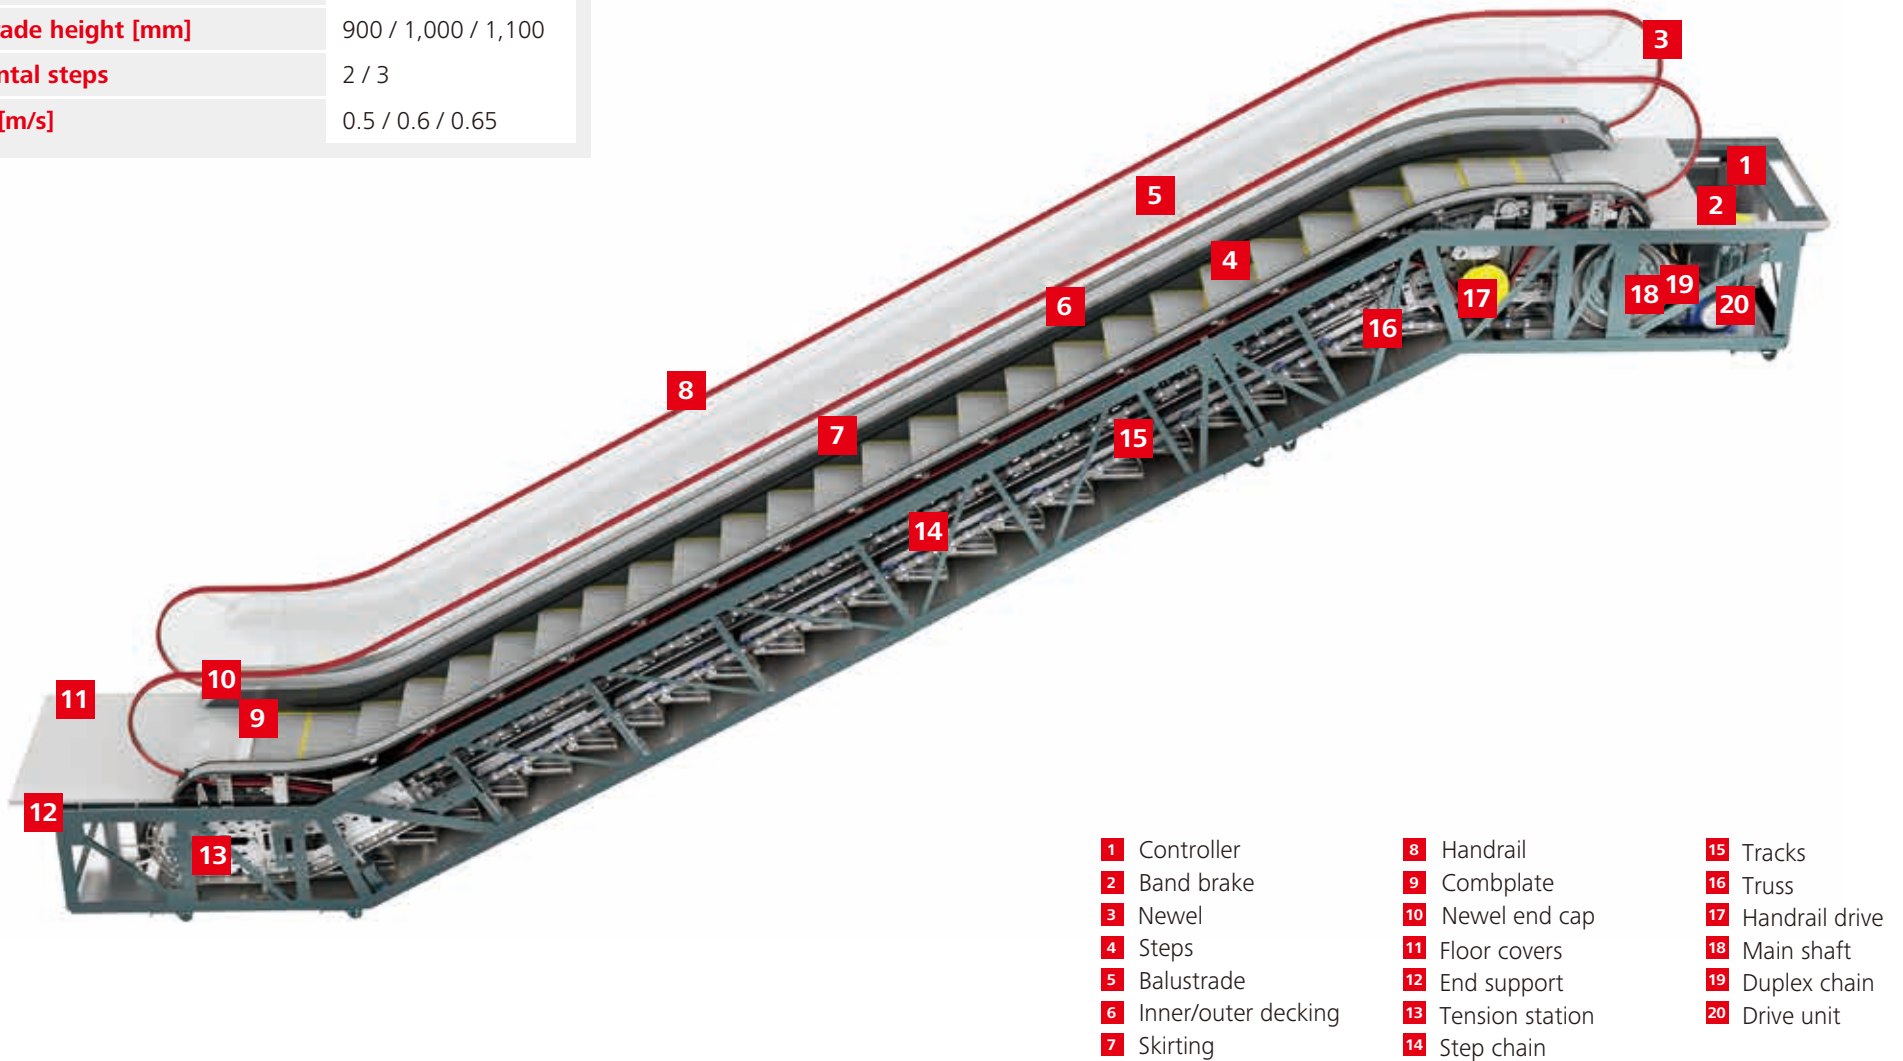 ade height [mm] 900 / 1,000 / 1,100
ntal steps 2 / 3
[m/s] 0.5 / 0.6 / 0.65
3
1
5
2
4
19
17
18
20
6
16
8
7
15
14
10
11
9
12
13
1 Controller
2 Band brake
3 Newel
4 Steps
5 Balustrade
6 Inner/outer decking
7 Skirting
8 Handrail
9 Combplate
10 Newel end cap
11 Floor covers
12 End support
13 Tension station
14 Step chain
15 Tracks
16 Truss
17 Handrail drive
18 Main shaft
19 Duplex chain
20 Drive unit